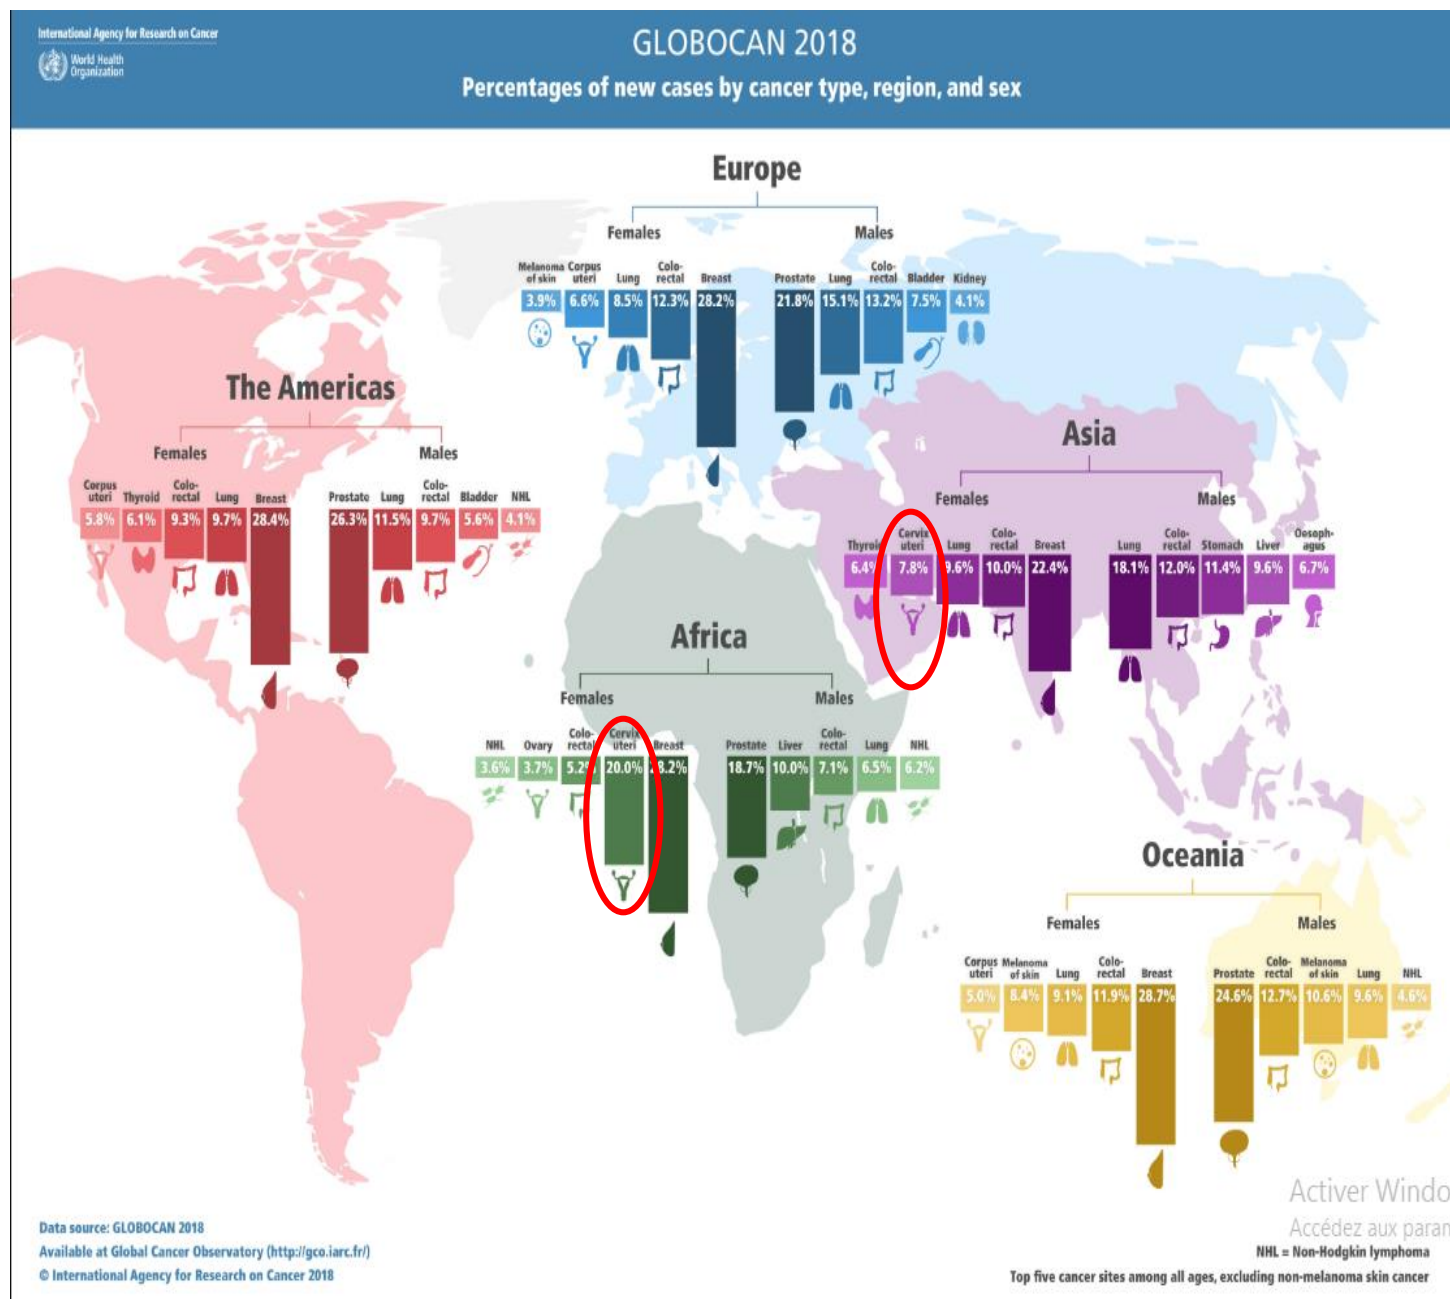 International Agency for Research on Cancer
World Health
Organization
GLOBOCAN 2018
Percentages of new cases by cancer type, region, and sex
Europe
Females
Males
Melanoma of skin
Corpus uteri
Lung
Colo-rectal
Breast
Prostate
Lung
Colo-rectal
Bladder
Kidney
3.9% 6.6% 8.5% 12.3% 28.2% 21.8% 15.1% 13.2% 7.5% 4.1%
The Americas
Females
Males
Corpus uteri
Thyroid
Colo-rectal
Lung
Breast
Prostate
Lung
Colo-rectal
Bladder
NHL
5.8% 6.1% 9.3% 9.7% 28.4% 26.3% 11.5% 9.7% 5.6% 4.1%
Asia
Females
Males
Thyroid
Cervix uteri
Lung
Colo-rectal
Breast
Lung
Colo-rectal
Stomach
Liver
Oesoph-agus
6.4% 7.8% 9.6% 10.0% 22.4% 18.1% 12.0% 11.4% 9.6% 6.7%
Africa
Females
Males
NHL
Ovary
Colo-rectal
Cervix uteri
Breast
Prostate
Liver
Colo-rectal
Lung
NHL
3.6% 3.7% 5.2% 20.0% 28.2% 18.7% 10.0% 7.1% 6.5% 6.2%
Oceania
Females
Males
Corpus uteri
Melanoma of skin
Lung
Colo-rectal
Breast
Prostate
Colo-rectal
Melanoma of skin
Lung
NHL
5.0% 8.4% 9.1% 11.9% 28.7% 24.6% 12.7% 10.6% 9.6% 4.6%
Activer Windo
Accédez aux param
Data source: GLOBOCAN 2018
Available at Global Cancer Observatory (http://gco.iarc.fr/)
© International Agency for Research on Cancer 2018
NHL = Non-Hodgkin lymphoma
Top five cancer sites among all ages, excluding non-melanoma skin cancer